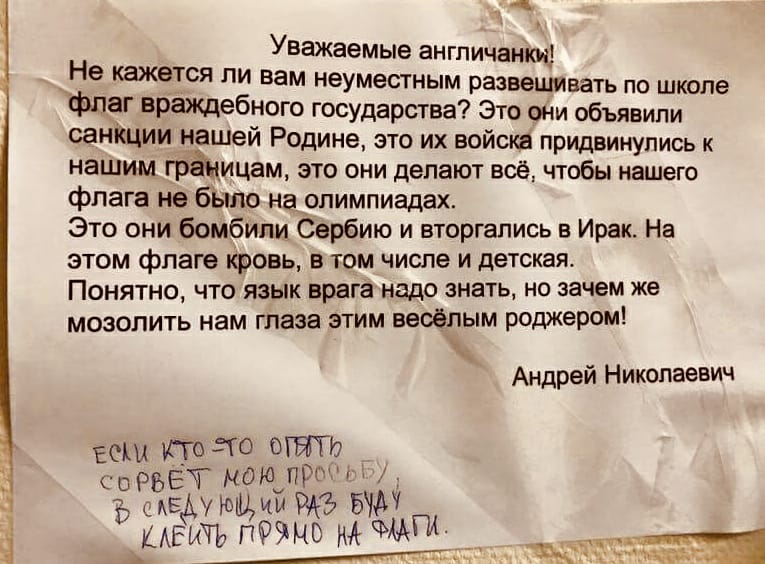 Уважаемые англичанки!
Не кажется ли вам неуместным развешивать по школе
флаг враждебного государства? Это они объявили
санкции нашей Родине, это их войска придвинулись к
нашим границам, это они делают всё, чтобы нашего
флага не было на олимпиадах.
Это они бомбили Сербию и вторгались в Ирак. На
этом флаге кровь, в том числе и детская.
Понятно, что язык врага надо знать, но зачем же
мозолить нам глаза этим весёлым роджером!
Андрей Николаевич
ЕСЛИ КТО-ТО ОПЯТЬ
СОРВЁТ МОЮ ПРОСЬБУ,
В СЛЕДУЮЩИЙ РАЗ БУДУ
КЛЕИТЬ ПРЯМО НА ФЛАГИ.